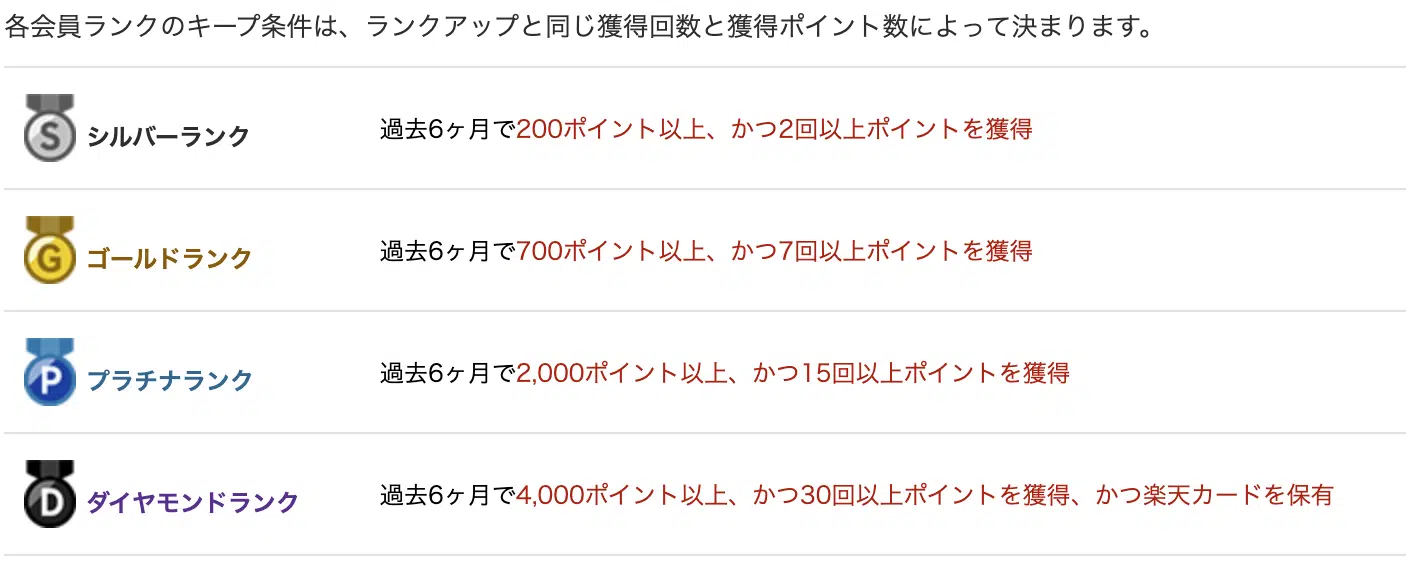 各会員ランクのキープ条件は、ランクアップと同じ獲得回数と獲得ポイント数によって決まります。
S シルバーランク 過去6ヶ月で200ポイント以上、かつ2回以上ポイントを獲得
G ゴールドランク 過去6ヶ月で700ポイント以上、かつ7回以上ポイントを獲得
P プラチナランク 過去6ヶ月で2,000ポイント以上、かつ15回以上ポイントを獲得
D ダイヤモンドランク 過去6ヶ月で4,000ポイント以上、かつ30回以上ポイントを獲得、かつ楽天カードを保有